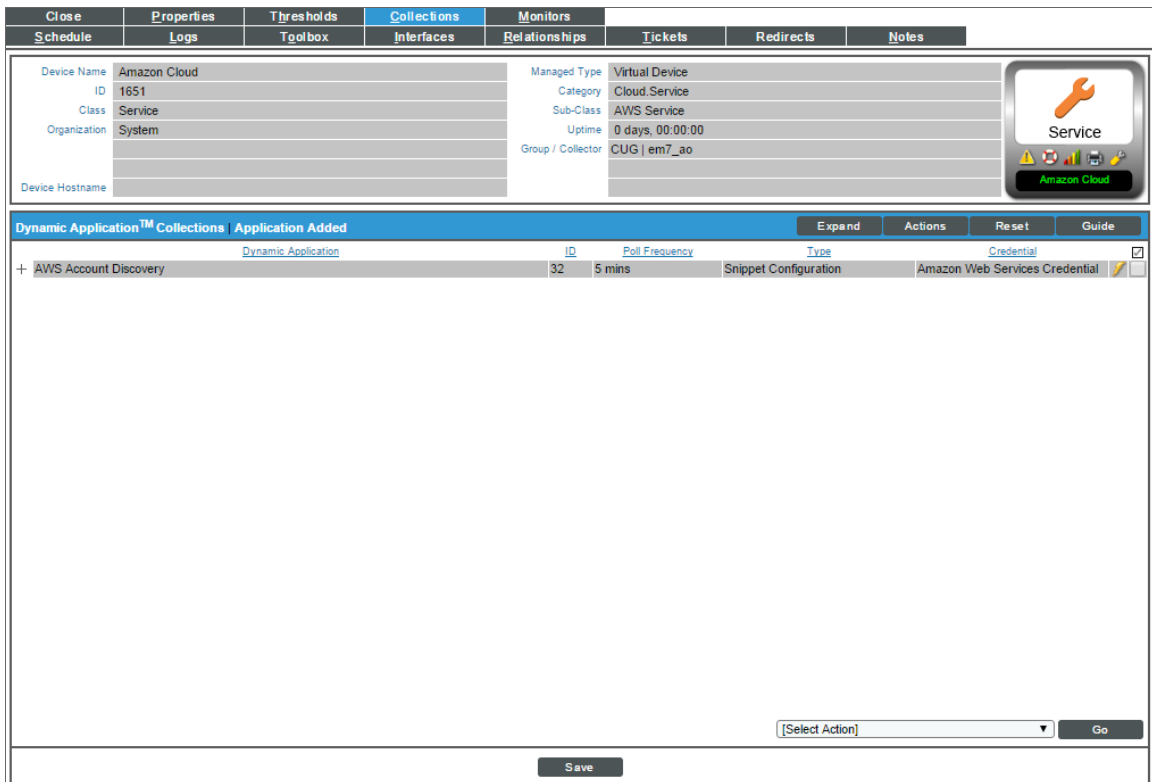 Close Properties Thresholds Collections Monitors
Schedule Logs Toolbox Interfaces Relationships Tickets Redirects Notes
Device Name Amazon Cloud Managed Type Virtual Device
ID 1651 Category Cloud.Service
Class Service Sub-Class AWS Service
Organization System Uptime 0 days, 00:00:00
Group / Collector CUG | em7_ao
Device Hostname
Service
Amazon Cloud
Dynamic Application™ Collections | Application Added Expand Actions Reset Guide
Dynamic Application ID Poll Frequency Type Credential
+ AWS Account Discovery 32 5 mins Snippet Configuration Amazon Web Services Credential
[Select Action] Go
Save